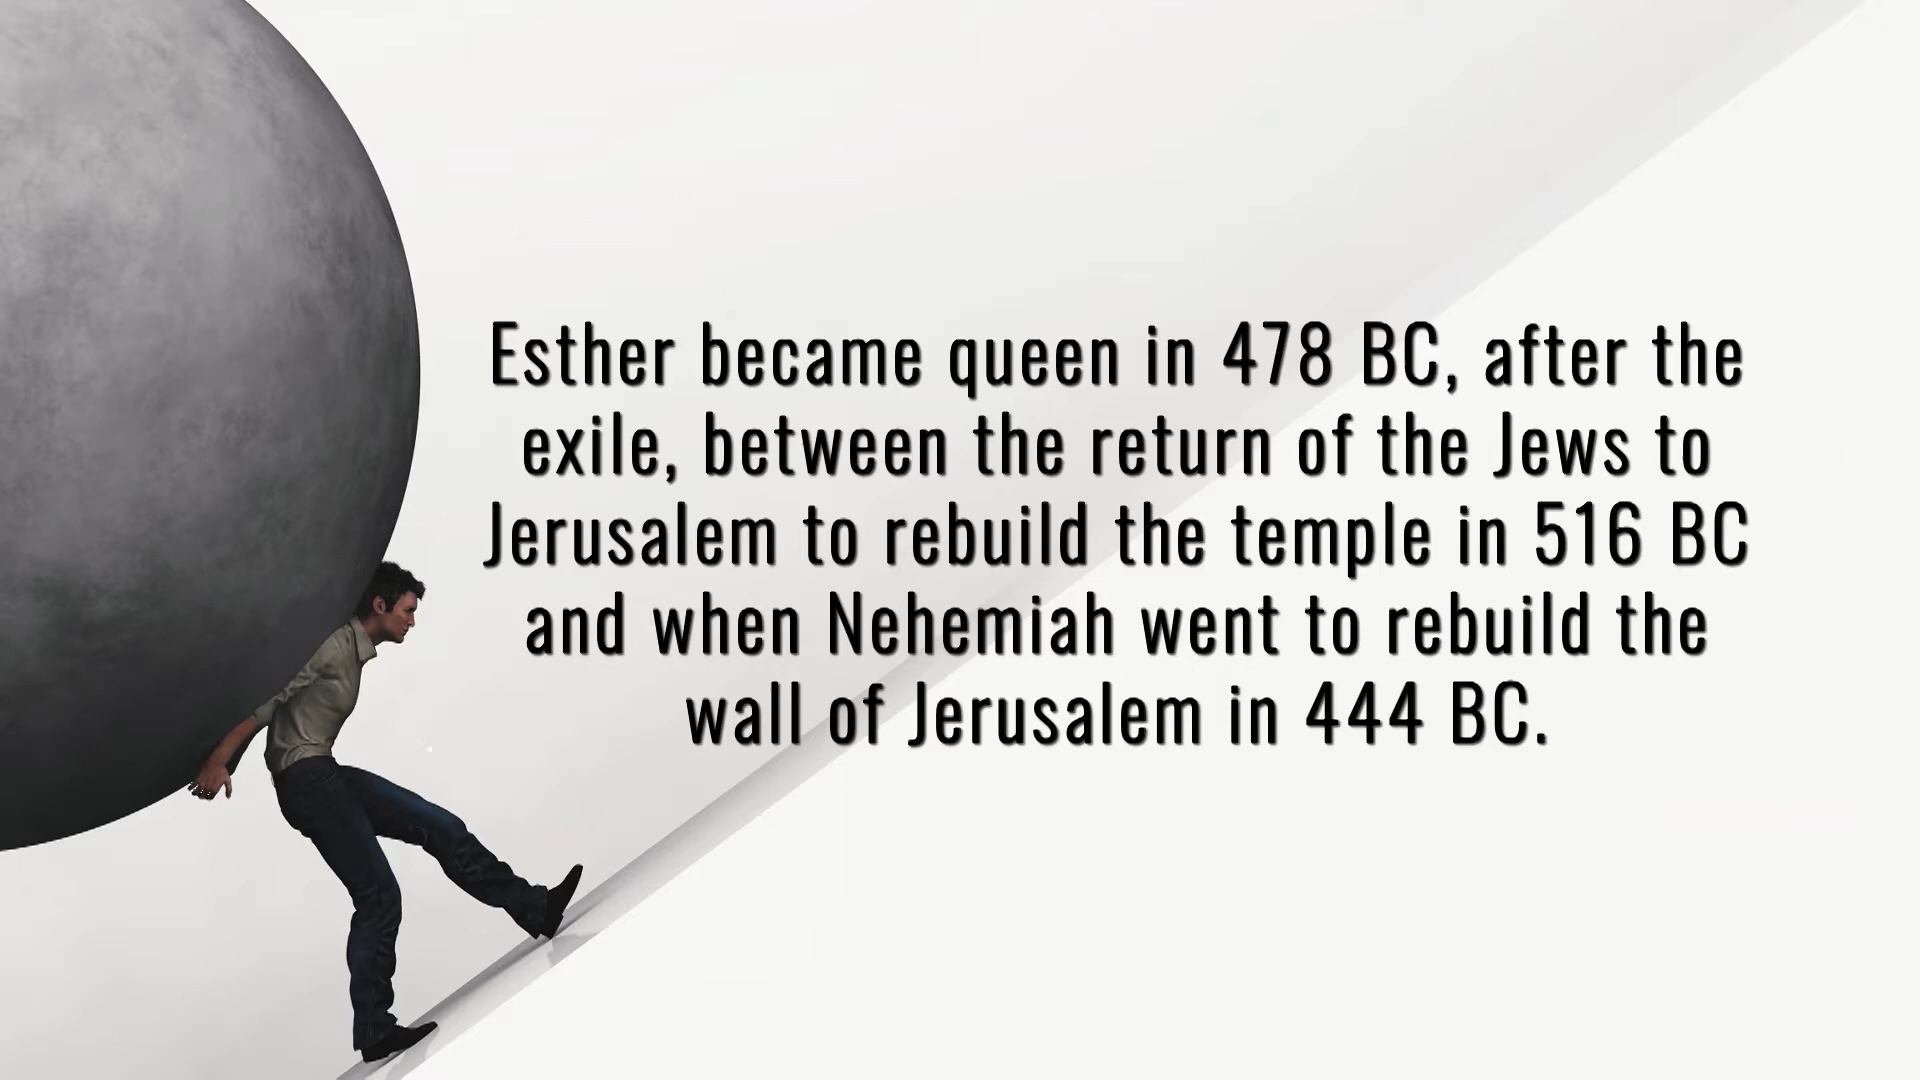 Esther became queen in 478 BC, after the
exile, between the return of the Jews to
Jerusalem to rebuild the temple in 516 BC
and when Nehemiah went to rebuild the
wall of Jerusalem in 444 BC.